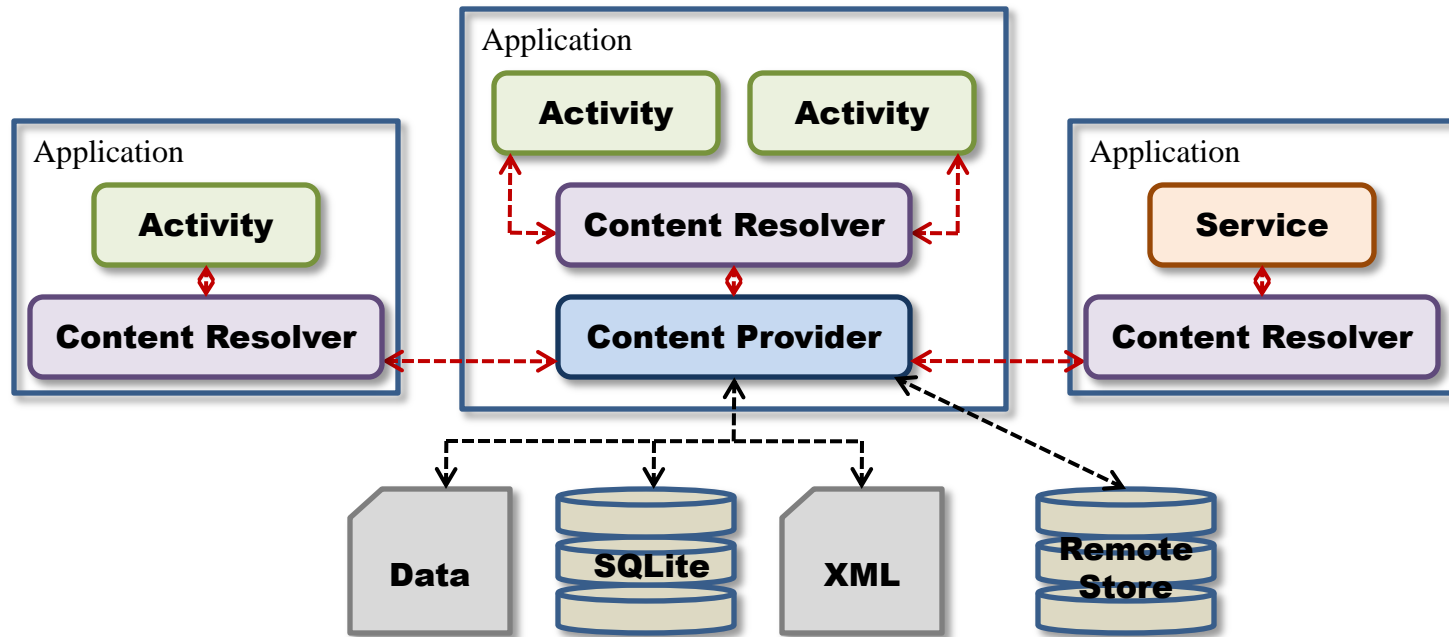 Application
Activity
Activity
Content Resolver
Content Provider
Application
Activity
Content Resolver
Application
Service
Content Resolver
Data
SQLite
XML
Remote
Store